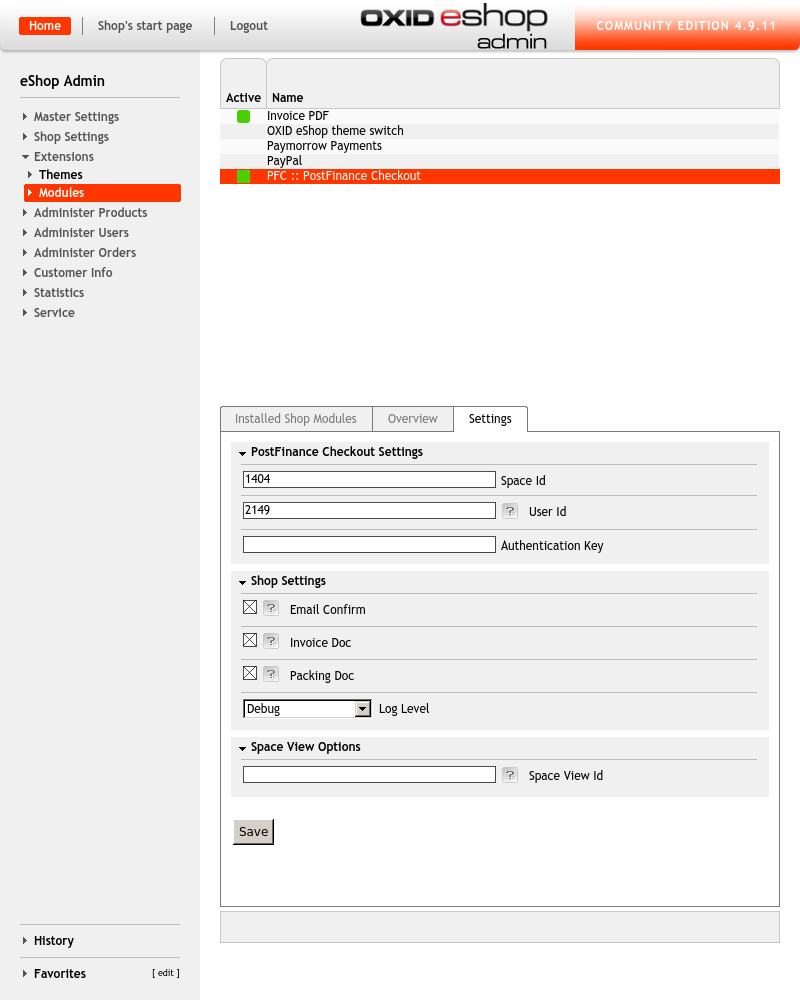 Home
Shop's start page
Logout
OXID eshop
admin
COMMUNITY EDITION 4.9.11
eShop Admin
Master Settings
Shop Settings
Extensions
Themes
Modules
Administer Products
Administer Users
Administer Orders
Customer Info
Statistics
Service
History
Favorites [ edit ]
Active Name
Invoice PDF
OXID eShop theme switch
Paymorrow Payments
PayPal
PFC :: PostFinance Checkout
Installed Shop Modules Overview Settings
PostFinance Checkout Settings
1404 Space Id
2149 ? User Id
Authentication Key
Shop Settings
? Email Confirm
? Invoice Doc
? Packing Doc
Debug Log Level
Space View Options
? Space View Id
Save